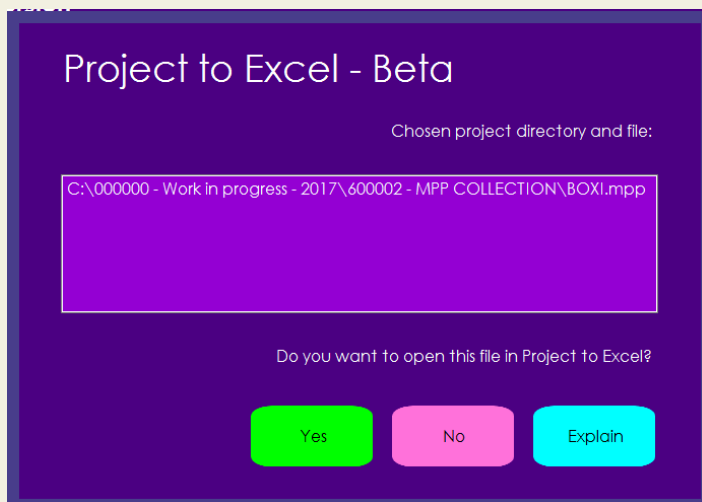 Project to Excel - Beta
Chosen project directory and file:
C:\000000 - Work in progress - 2017\600002 - MPP COLLECTION\BOXI.mpp
Do you want to open this file in Project to Excel?
Yes
No
Explain